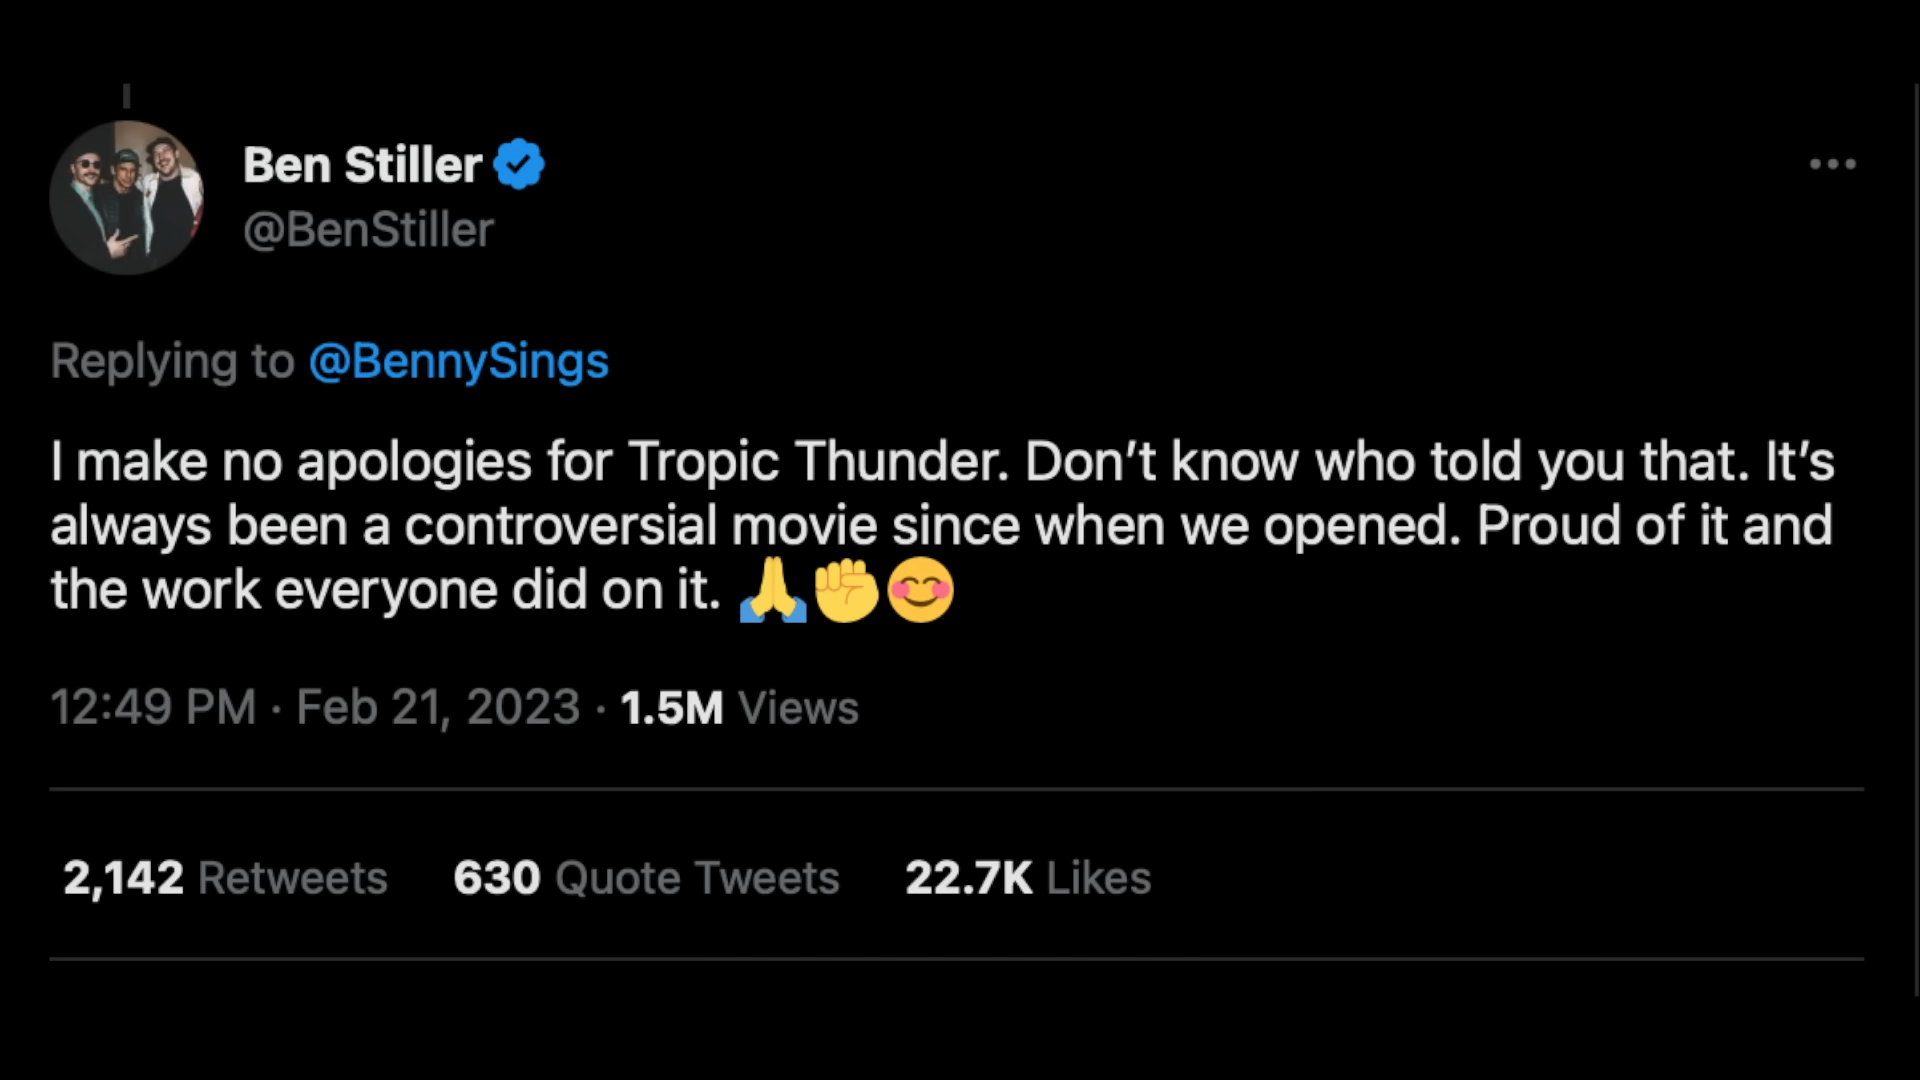 Ben Stiller
@BenStiller
Replying to @BennySings
I make no apologies for Tropic Thunder. Don’t know who told you that. It’s
always been a controversial movie since when we opened. Proud of it and
the work everyone did on it. 🙏✊😊
12:49 PM · Feb 21, 2023 · 1.5M Views
2,142 Retweets 630 Quote Tweets 22.7K Likes